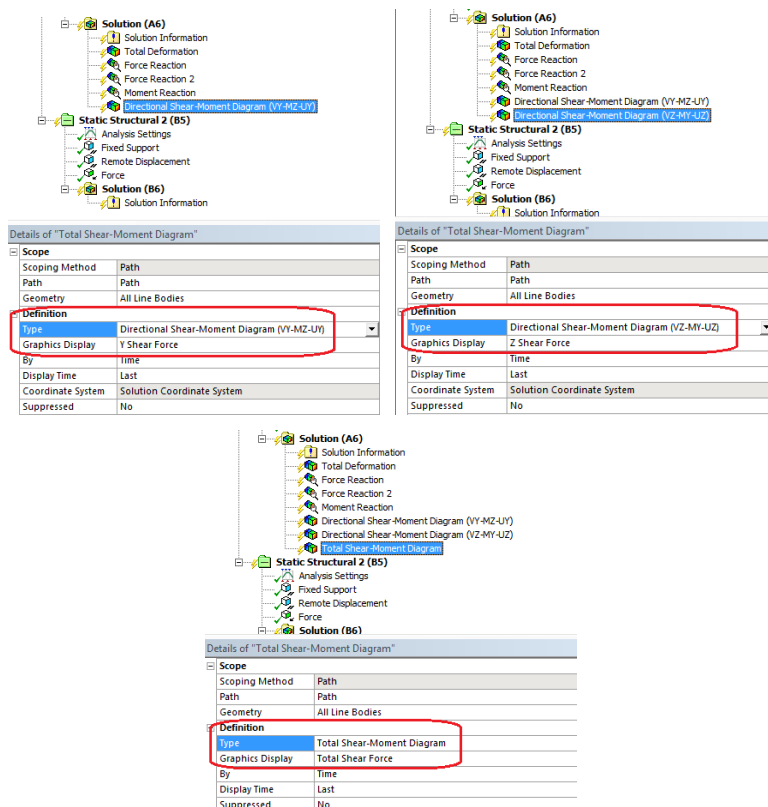 Solution (A6)
Solution Information
Total Deformation
Force Reaction
Force Reaction 2
Moment Reaction
Directional Shear-Moment Diagram (VY-MZ-UY)
Static Structural 2 (B5)
Analysis Settings
Fixed Support
Remote Displacement
Force
Solution (B6)
Solution Information
Details of "Total Shear-Moment Diagram"
Scope
Scoping Method Path
Path Path
Geometry All Line Bodies
Definition
Type Directional Shear-Moment Diagram (VY-MZ-UY)
Graphics Display Y Shear Force
By Time
Display Time Last
Coordinate System Solution Coordinate System
Suppressed No
Solution (A6)
Solution Information
Total Deformation
Force Reaction
Force Reaction 2
Moment Reaction
Directional Shear-Moment Diagram (VY-MZ-UY)
Directional Shear-Moment Diagram (VZ-MY-UZ)
Static Structural 2 (B5)
Analysis Settings
Fixed Support
Remote Displacement
Force
Solution (B6)
Solution Information
Details of "Total Shear-Moment Diagram"
Scope
Scoping Method Path
Path Path
Geometry All Line Bodies
Definition
Type Directional Shear-Moment Diagram (VZ-MY-UZ)
Graphics Display Z Shear Force
By Time
Display Time Last
Coordinate System Solution Coordinate System
Suppressed No
Solution (A6)
Solution Information
Total Deformation
Force Reaction
Force Reaction 2
Moment Reaction
Directional Shear-Moment Diagram (VY-MZ-UY)
Directional Shear-Moment Diagram (VZ-MY-UZ)
Total Shear-Moment Diagram
Static Structural 2 (B5)
Analysis Settings
Fixed Support
Remote Displacement
Force
Solution (B6)
Details of "Total Shear-Moment Diagram"
Scope
Scoping Method Path
Path Path
Geometry All Line Bodies
Definition
Type Total Shear-Moment Diagram
Graphics Display Total Shear Force
By Time
Display Time Last
Suppressed No